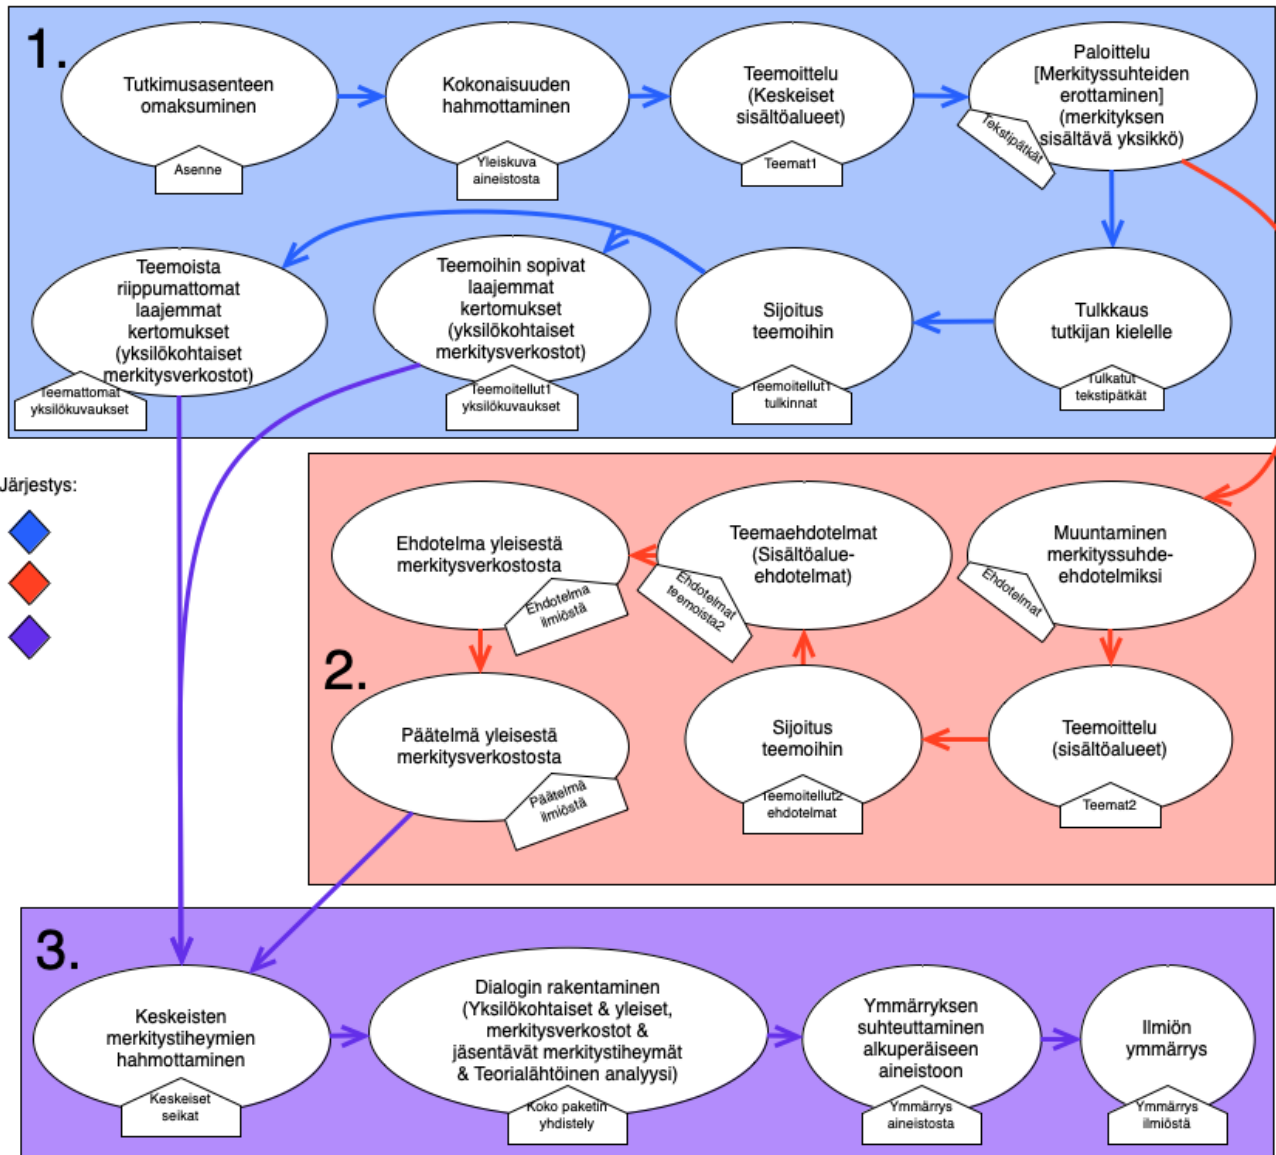 1.
Tutkimusasenteen
omaksuminen
Asenne
Kokonaisuuden
hahmottaminen
Yleiskuva
aineistosta
Teemoittelu
(Keskeiset
sisältöalueet)
Teemat1
Paloittelu
[Merkityssuhteiden
erottaminen]
(merkityksen
sisältävä yksikkö)
Tekstipätkät
Teemoista
riippumattomat
laajemmat
kertomukset
(yksilökohtaiset
merkitysverkostot)
Teemattomat
yksilökuvaukset
Teemoihin sopivat
laajemmat
kertomukset
(yksilökohtaiset
merkitysverkostot)
Teemoitellut1
yksilökuvaukset
Sijoitus
teemoihin
Teemoitellut1
tulkinnat
Tulkkaus
tutkijan kielelle
Tulkatut
tekstipätkät
Järjestys:
2.
Ehdotelma yleisestä
merkitysverkostosta
Ehdotelma
ilmiöstä
Teemaehdotelmat
(Sisältöalue-
ehdotelmat)
Ehdotelmat
teemoista2
Muuntaminen
merkityssuhde-
ehdotelmiksi
Ehdotelmat
Päätelmä yleisestä
merkitysverkostosta
Päätelmä
ilmiöstä
Sijoitus
teemoihin
Teemoitellut2
ehdotelmat
Teemoittelu
(sisältöalueet)
Teemat2
3.
Keskeisten
merkitystiheymien
hahmottaminen
Keskeiset
seikat
Dialogin rakentaminen
(Yksilökohtaiset & yleiset,
merkitysverkostot &
jäsentävät merkitystiheymät
& Teorialähtöinen analyysi)
Koko paketin
yhdistely
Ymmärryksen
suhteuttaminen
alkuperäiseen
aineistoon
Ymmärrys
aineistosta
Ilmiön
ymmärrys
Ymmärrys
ilmiöstä